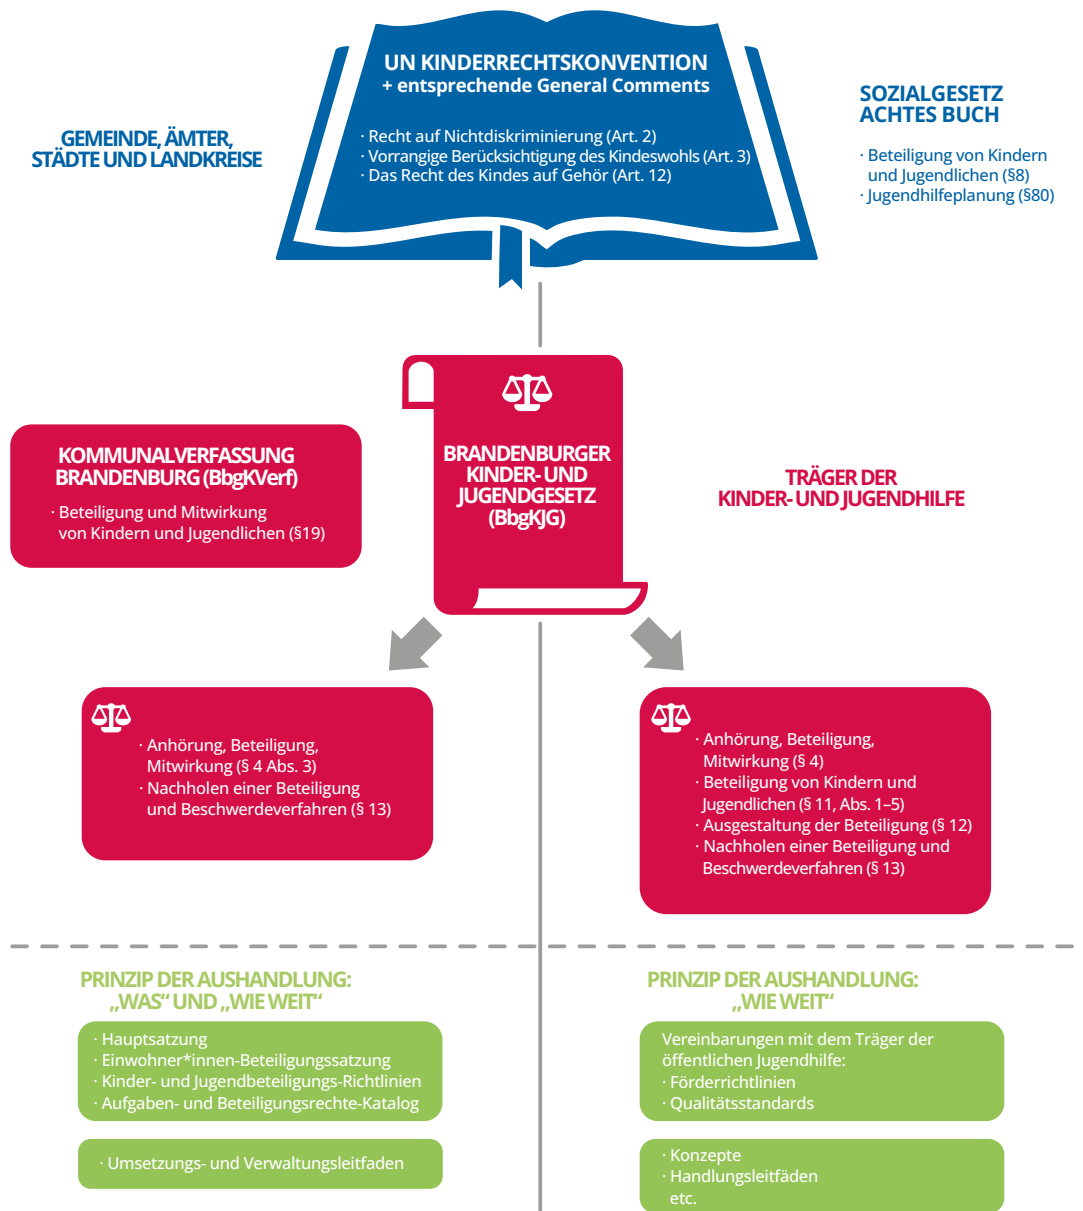 UN KINDERRECHTSKONVENTION
+ entsprechende General Comments
· Recht auf Nichtdiskriminierung (Art. 2)
· Vorrangige Berücksichtigung des Kindeswohls (Art. 3)
· Das Recht des Kindes auf Gehör (Art. 12)
GEMEINDE, ÄMTER,
STÄDTE UND LANDKREISE
SOZIALGESETZ
ACHTES BUCH
· Beteiligung von Kindern
und Jugendlichen (§8)
· Jugendhilfeplanung (§80)
KOMMUNALVERFASSUNG
BRANDENBURG (BbgKVerf)
· Beteiligung und Mitwirkung
von Kindern und Jugendlichen (§19)
BRANDENBURGER
KINDER- UND
JUGENDGESETZ
(BbgKJG)
TRÄGER DER
KINDER- UND JUGENDHILFE
· Anhörung, Beteiligung,
Mitwirkung (§ 4 Abs. 3)
· Nachholen einer Beteiligung
und Beschwerdeverfahren (§ 13)
· Anhörung, Beteiligung,
Mitwirkung (§ 4)
· Beteiligung von Kindern und
Jugendlichen (§ 11, Abs. 1–5)
· Ausgestaltung der Beteiligung (§ 12)
· Nachholen einer Beteiligung und
Beschwerdeverfahren (§ 13)
PRINZIP DER AUSHANDLUNG:
„WAS“ UND „WIE WEIT“
· Hauptsatzung
· Einwohner*innen-Beteiligungssatzung
· Kinder- und Jugendbeteiligungs-Richtlinien
· Aufgaben- und Beteiligungsrechte-Katalog
· Umsetzungs- und Verwaltungsleitfaden
PRINZIP DER AUSHANDLUNG:
„WIE WEIT“
Vereinbarungen mit dem Träger der
öffentlichen Jugendhilfe:
· Förderrichtlinien
· Qualitätsstandards
· Konzepte
· Handlungsleitfäden
etc.